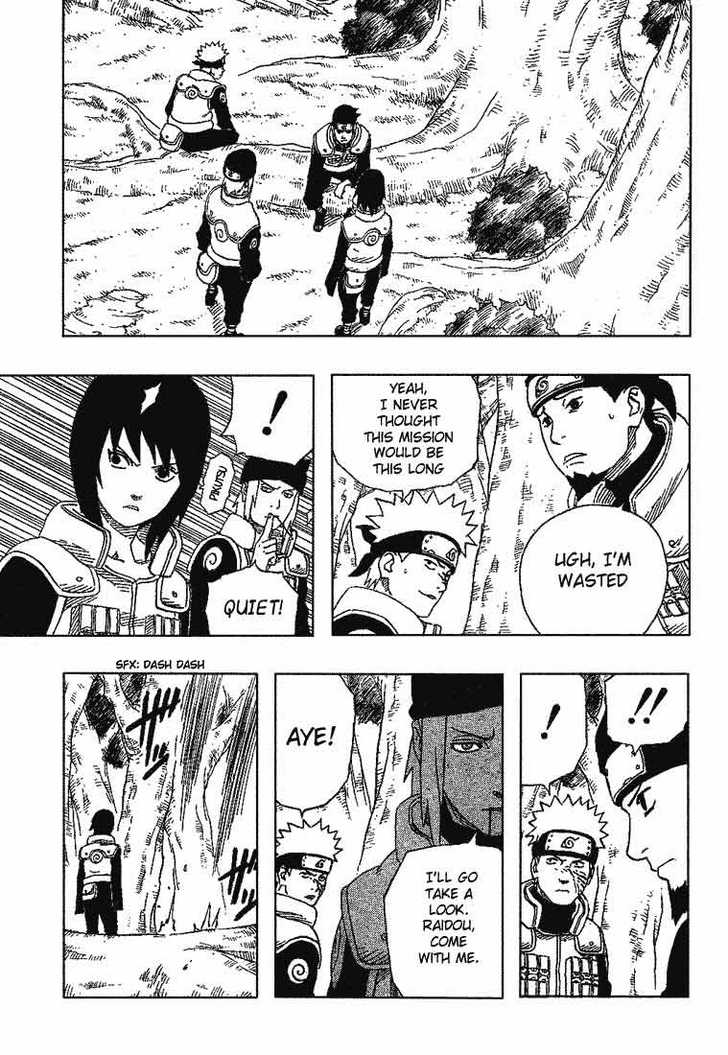 UGH, I'M
WASTED
YEAH,
I NEVER
THOUGHT
THIS MISSION
WOULD BE
THIS LONG
!
PIKUTSU
QUIET!
!!
!
I'LL GO
TAKE A
LOOK.
RAIDOU,
COME
WITH ME.
AYE!
SFX: DASH DASH